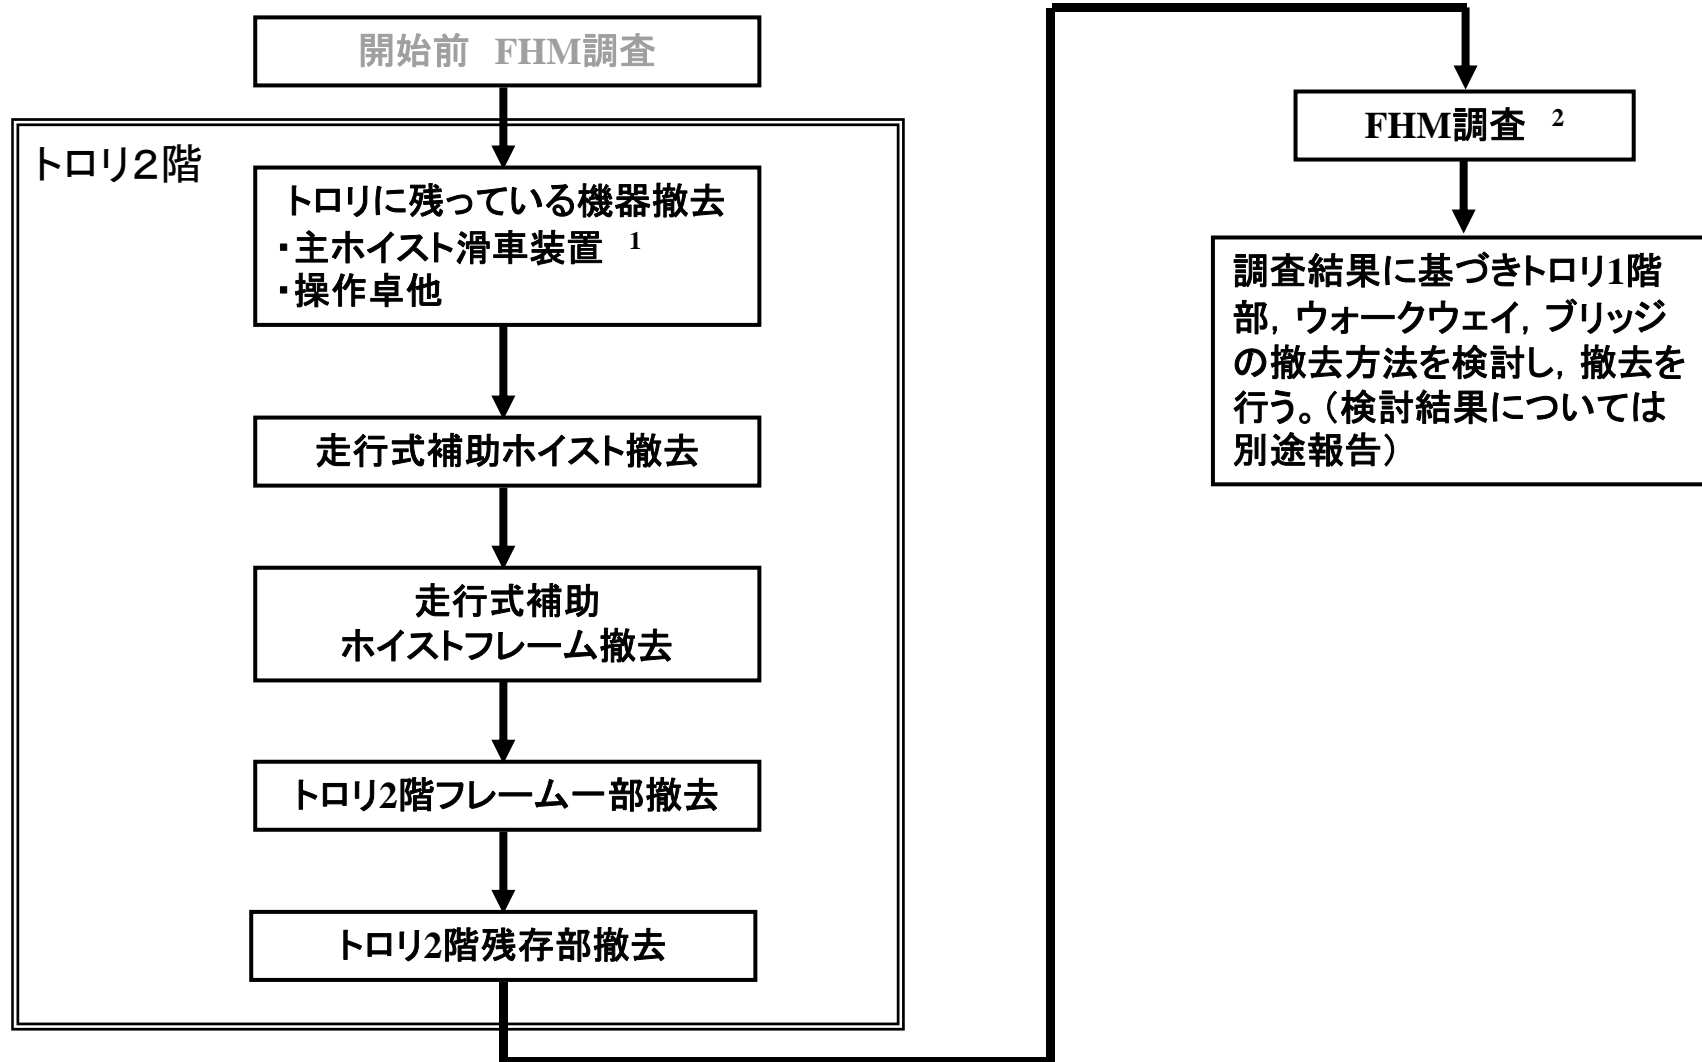 開始前　FHM調査
トロリ２階
トロリに残っている機器撤去
・主ホイスト滑車装置　1
・操作卓他
走行式補助ホイスト撤去
走行式補助
ホイストフレーム撤去
トロリ2階フレーム一部撤去
トロリ2階残存部撤去
FHM調査　2
調査結果に基づきトロリ1階
部，ウォークウェイ，ブリッジ
の撤去方法を検討し，撤去を
行う。（検討結果については
別途報告）